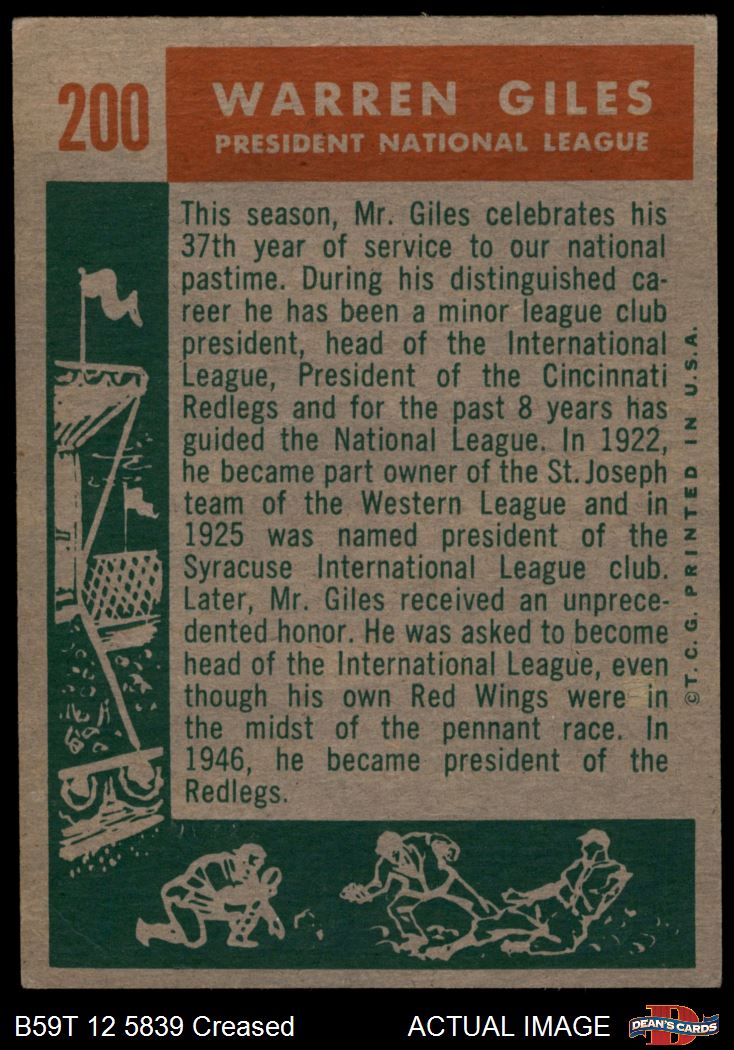 200
WARREN GILES
PRESIDENT NATIONAL LEAGUE
This season, Mr. Giles celebrates his
37th year of service to our national
pastime. During his distinguished ca-
reer he has been a minor league club
president, head of the International
League, President of the Cincinnati
Redlegs and for the past 8 years has
guided the National League. In 1922,
he became part owner of the St. Joseph
team of the Western League and in
1925 was named president of the
Syracuse International League club.
Later, Mr. Giles received an unprece-
dented honor. He was asked to become
head of the International League, even
though his own Red Wings were in
the midst of the pennant race. In
1946, he became president of the
Redlegs.
©T. C. G. PRINTED IN U.S.A.
B59T 12 5839 Creased
ACTUAL IMAGE
DEAN'S CARDS